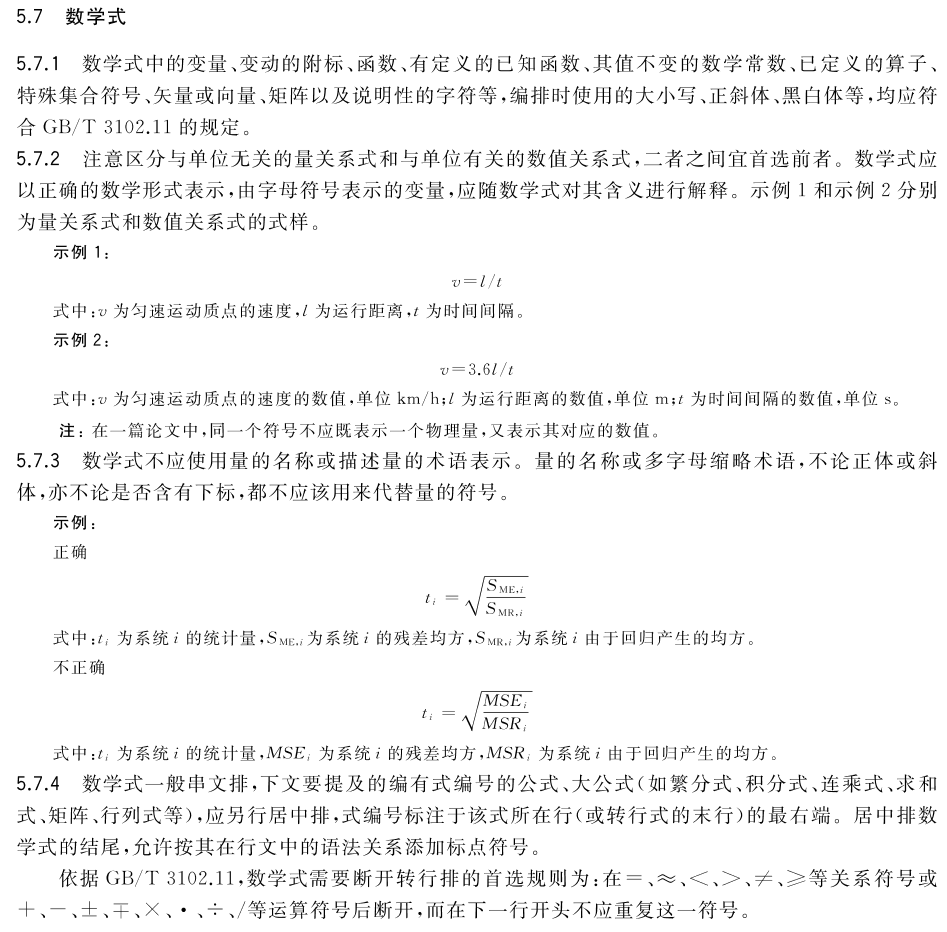 5.7 数学式
5.7.1 数学式中的变量、变动的附标、函数、有定义的已知函数、其值不变的数学常数、已定义的算子、
特殊集合符号、矢量或向量、矩阵以及说明性的字符等,编排时使用的大小写、正斜体、黑白体等,均应符
合 GB/T 3102.11 的规定。
5.7.2 注意区分与单位无关的量关系式和与单位有关的数值关系式,二者之间宜首选前者。数学式应
以正确的数学形式表示,由字母符号表示的变量,应随数学式对其含义进行解释。示例 1 和示例 2 分别
为量关系式和数值关系式的式样。
示例 1:
v=l/t
式中:v 为匀速运动质点的速度,l 为运行距离,t 为时间间隔。
示例 2:
v=3.6l/t
式中:v 为匀速运动质点的速度的数值,单位 km/h;l 为运行距离的数值,单位 m;t 为时间间隔的数值,单位 s。
注:在一篇论文中,同一个符号不应既表示一个物理量,又表示其对应的数值。
5.7.3 数学式不应使用量的名称或描述量的术语表示。量的名称或多字母缩略术语,不论正体或斜
体,亦不论是否含有下标,都不应该用来代替量的符号。
示例:
正确
t_i = √(S_ME,i / S_MR,i)
式中:t_i 为系统 i 的统计量,S_ME,i 为系统 i 的残差均方,S_MR,i 为系统 i 由于回归产生的均方。
不正确
t_i = √(MSE_i / MSR_i)
式中:t_i 为系统 i 的统计量,MSE_i 为系统 i 的残差均方,MSR_i 为系统 i 由于回归产生的均方。
5.7.4 数学式一般串文排,下文要提及的编有式编号的公式、大公式(如繁分式、积分式、连乘式、求和
式、矩阵、行列式等),应另行居中排,式编号标注于该式所在行(或转行式的末行)的最右端。居中排数
学式的结尾,允许按其在行文中的语法关系添加标点符号。
依据 GB/T 3102.11,数学式需要断开转行排的首选规则为:在=、≈、<、>、≠、≥等关系符号或
+、-、±、∓、×、·、÷、/等运算符号后断开,而在下一行开头不应重复这一符号。